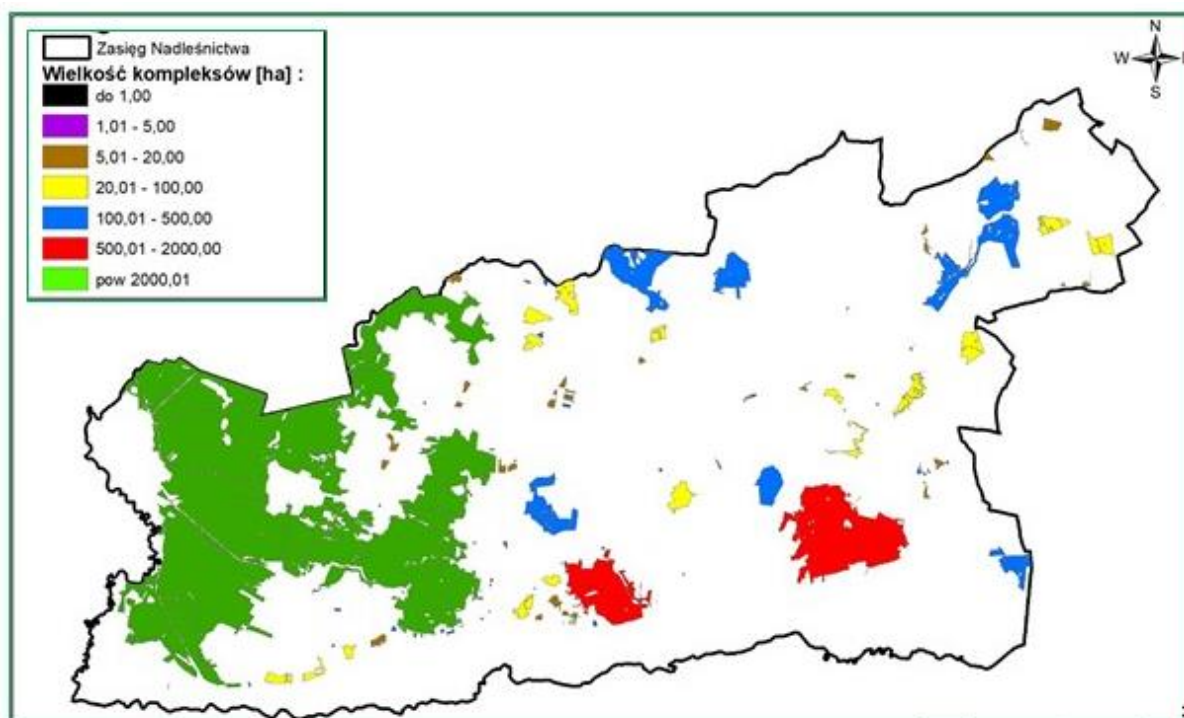 Zasięg Nadleśnictwa
Wielkość kompleksów [ha] :
do 1,00
1,01 - 5,00
5,01 - 20,00
20,01 - 100,00
100,01 - 500,00
500,01 - 2000,00
pow 2000,01
N
W
S